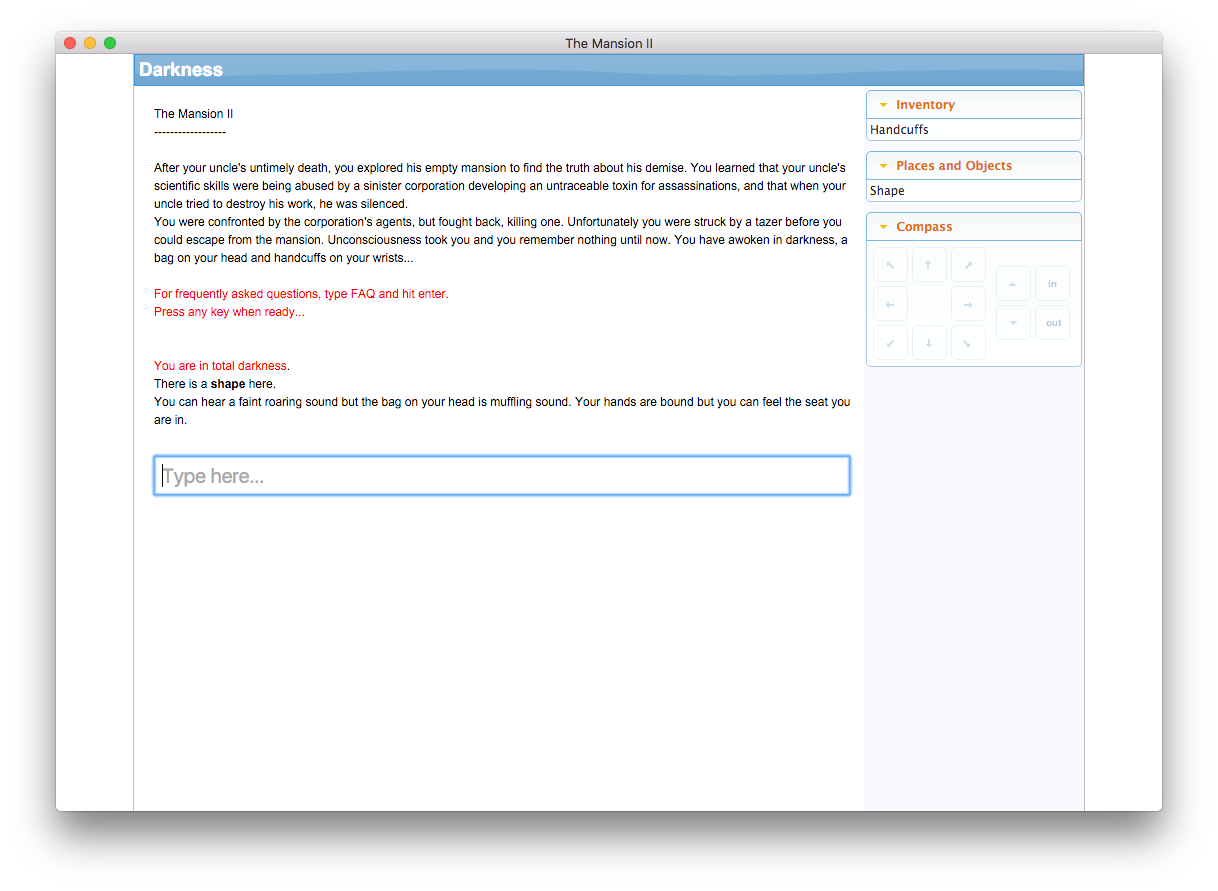 The Mansion II
Darkness
The Mansion II
------------------
After your uncle's untimely death, you explored his empty mansion to find the truth about his demise. You learned that your uncle's
scientific skills were being abused by a sinister corporation developing an untraceable toxin for assassinations, and that when your
uncle tried to destroy his work, he was silenced.
You were confronted by the corporation's agents, but fought back, killing one. Unfortunately you were struck by a tazer before you
could escape from the mansion. Unconsciousness took you and you remember nothing until now. You have awoken in darkness, a
bag on your head and handcuffs on your wrists...
For frequently asked questions, type FAQ and hit enter.
Press any key when ready...
You are in total darkness.
There is a shape here.
You can hear a faint roaring sound but the bag on your head is muffling sound. Your hands are bound but you can feel the seat you
are in.
Type here...
Inventory
Handcuffs
Places and Objects
Shape
Compass
in
out